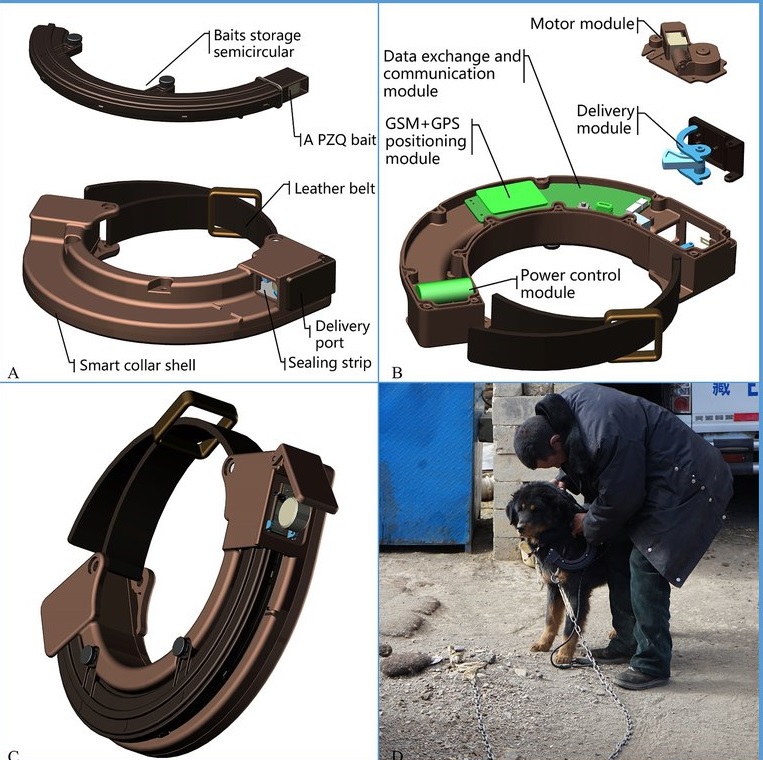 Baits storage
semicircular
A PZQ bait
Leather belt
Delivery
port
Sealing strip
Smart collar shell
A
Motor module
Data exchange and
communication
module
Delivery
module
GSM+GPS
positioning
module
Power control
module
B
C
藏
D